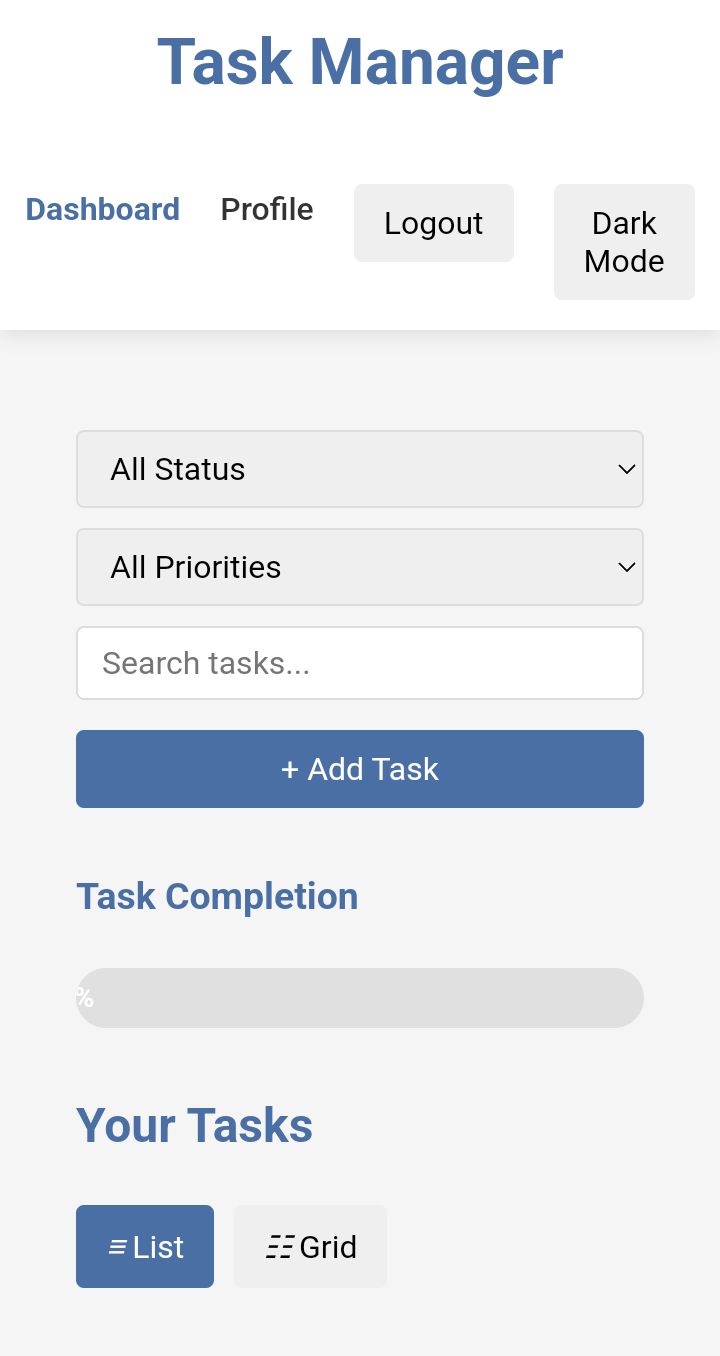 Task Manager
Dashboard Profile Logout Dark
Mode
All Status
All Priorities
Search tasks...
+ Add Task
Task Completion
%
Your Tasks
List Grid